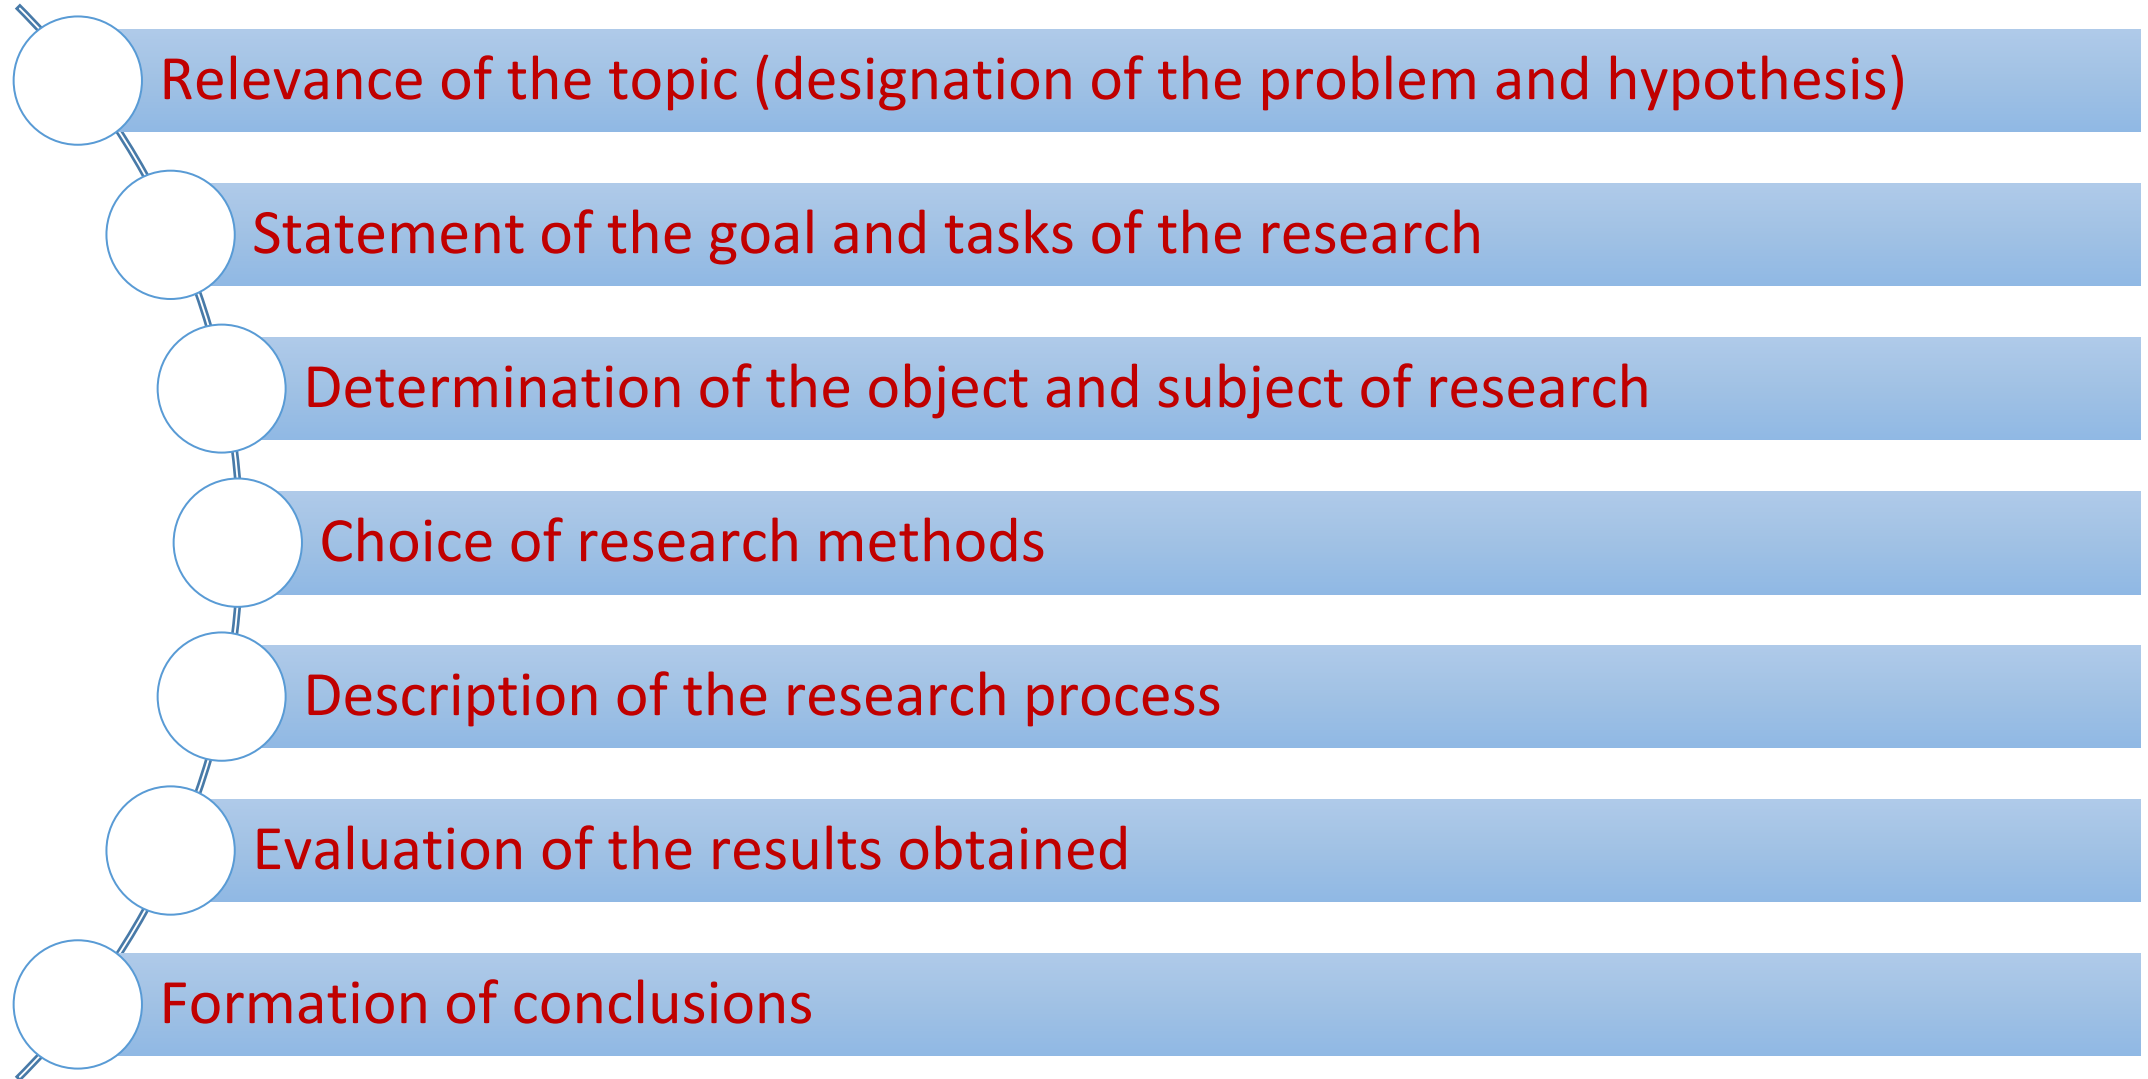 Relevance of the topic (designation of the problem and hypothesis)
Statement of the goal and tasks of the research
Determination of the object and subject of research
Choice of research methods
Description of the research process
Evaluation of the results obtained
Formation of conclusions